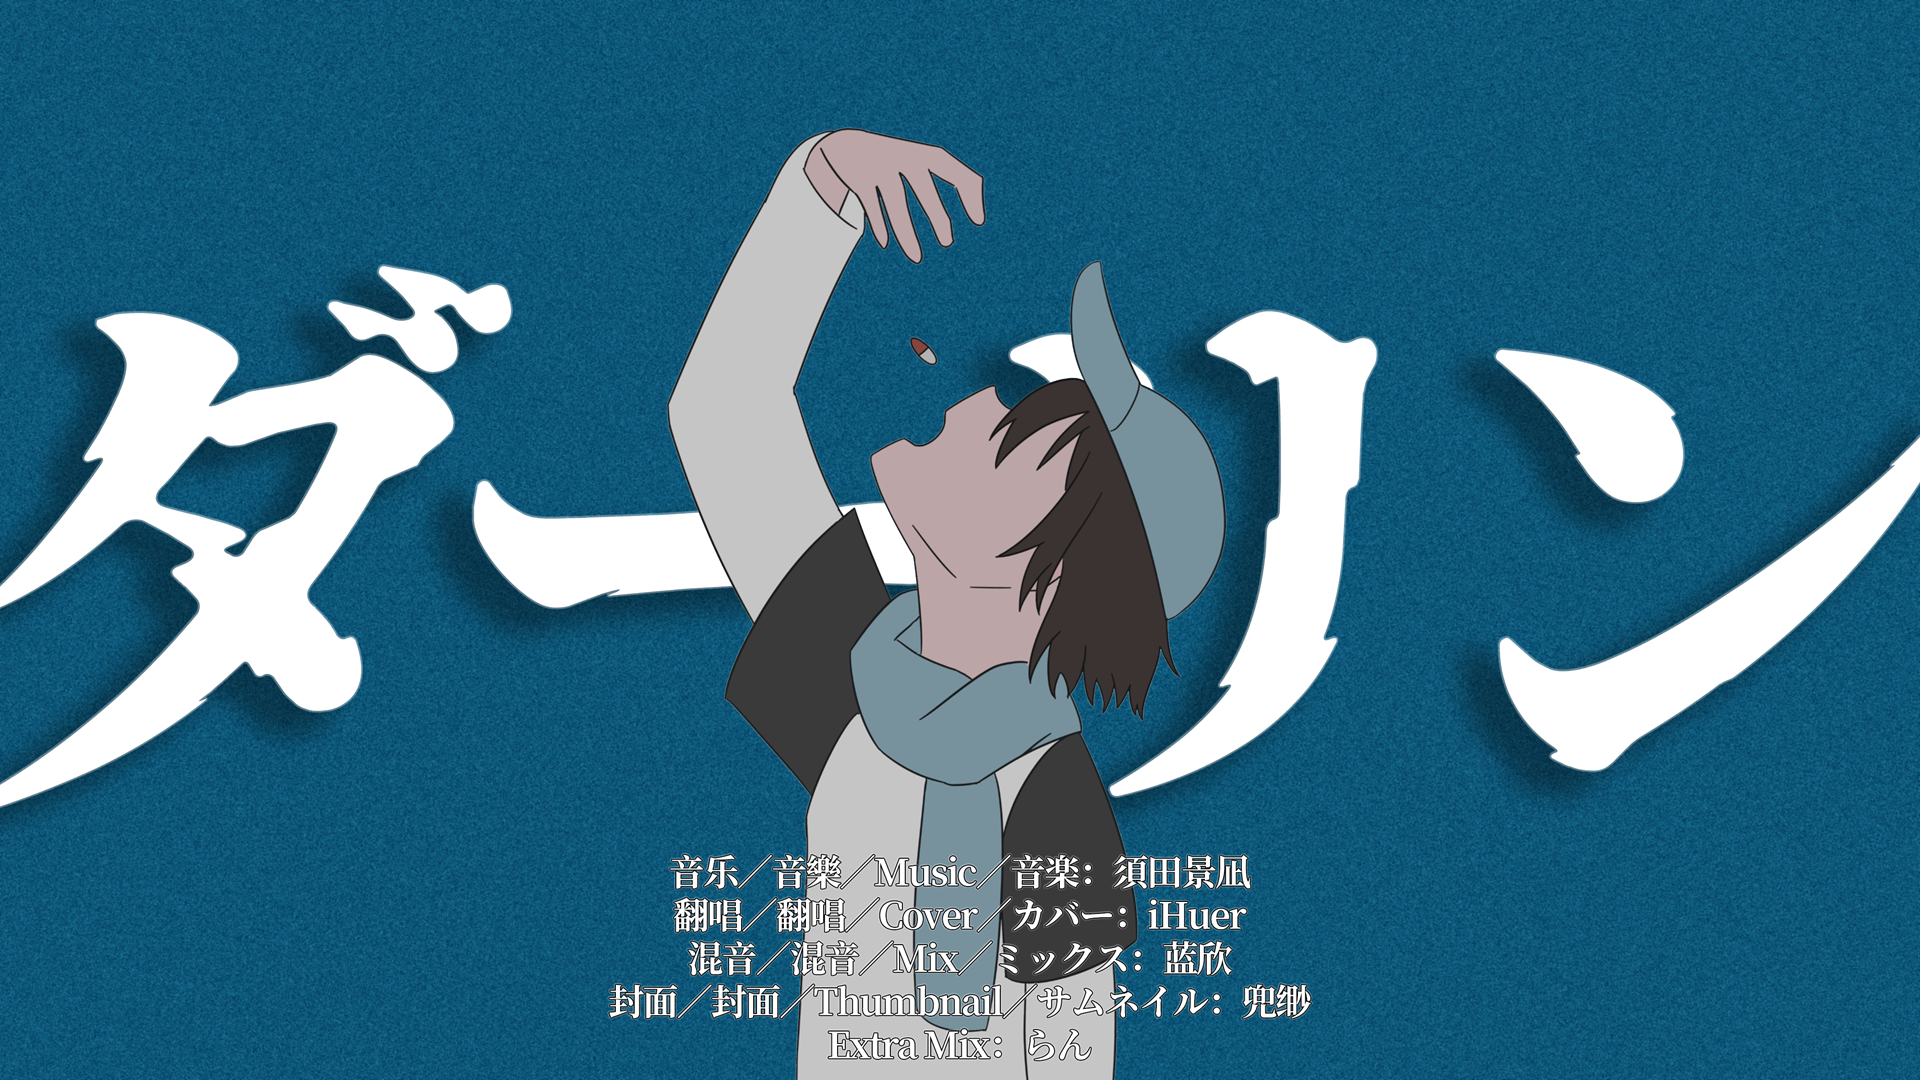 ダーリン
音乐／音樂／Music／音楽：須田景凪
翻唱／翻唱／Cover／カバー：iHuer
混音／混音／Mix／ミックス：蓝欣
封面／封面／Thumbnail／サムネイル：兜缈
Extra Mix：らん